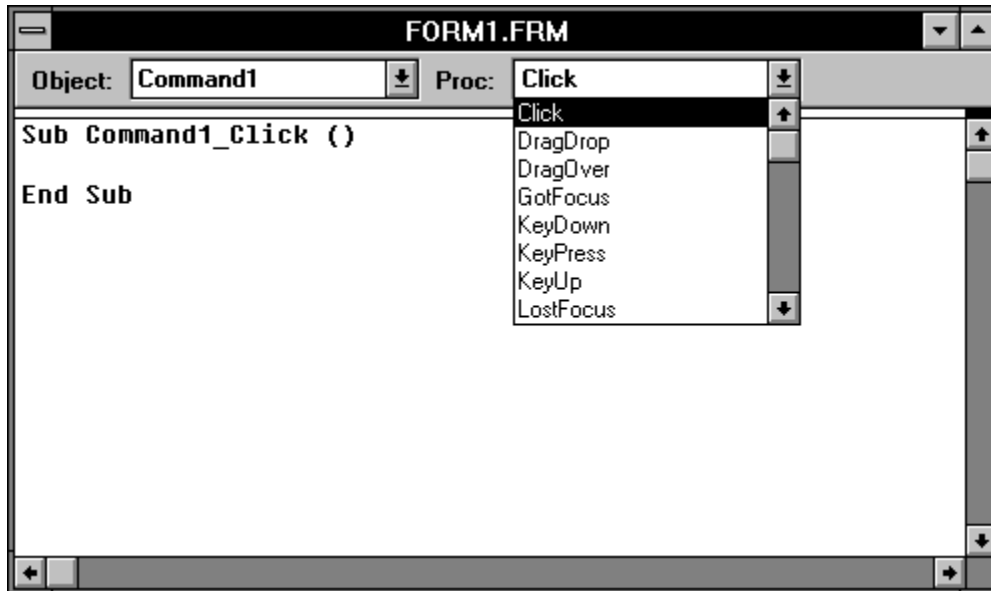 FORM1.FRM
Object: Command1 Proc: Click
Click
DragDrop
DragOver
GotFocus
KeyDown
KeyPress
KeyUp
LostFocus
Sub Command1_Click ()
End Sub